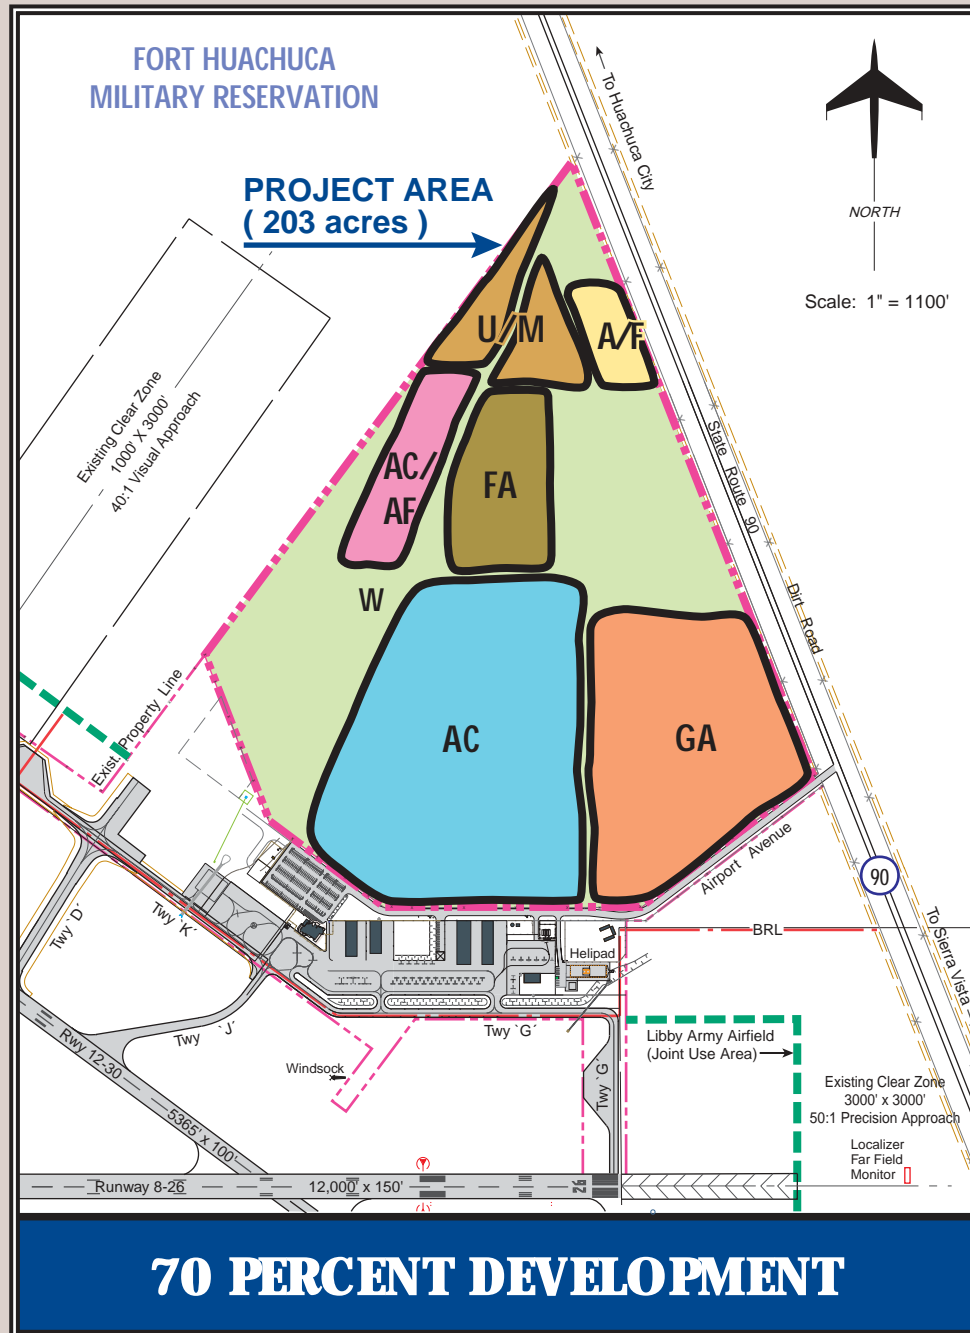 FORT HUACHUCA
MILITARY RESERVATION
To Huachuca City
PROJECT AREA
( 203 acres )
NORTH
Scale: 1" = 1100'
U/M
A/F
Existing Clear Zone
1000' X 3000'
40:1 Visual Approach
AC/
AF
FA
State Route 90
W
Dirt Road
Exist. Property Line
AC
GA
Airport Avenue
90
To Sierra Vista
Twy `D´
Twy `K´
BRL
Helipad
Twy `J´
Twy `G´
Libby Army Airfield
(Joint Use Area)
Rwy 12-30
5365' x 100'
Windsock
Twy `G´
Existing Clear Zone
3000' x 3000'
50:1 Precision Approach
Localizer
Far Field
Monitor
Runway 8-26
12,000' x 150'
26
70 PERCENT DEVELOPMENT